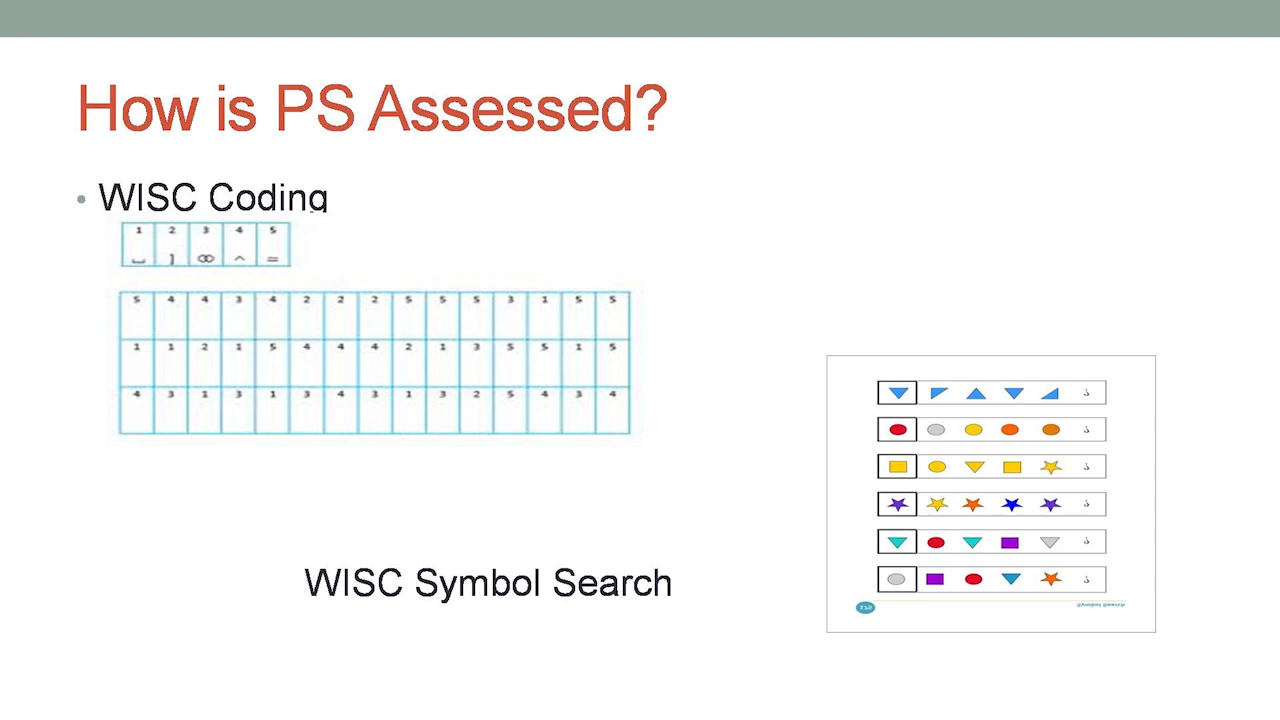 How is PS Assessed?
• WISC Coding
1 2 3 4 5
5 4 4 3 4 2 2 2 5 5 5 3 1 5 5
1 1 2 1 5 4 4 4 2 1 3 5 5 1 5
4 3 1 3 1 3 4 3 1 3 2 5 4 3 4
WISC Symbol Search